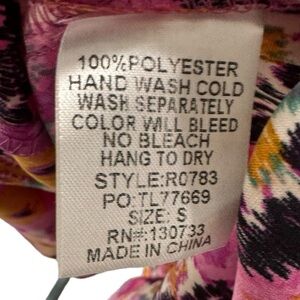 100%POLYESTER
HAND WASH COLD
WASH SEPARATELY
COLOR WILL BLEED
NO BLEACH
HANG TO DRY
STYLE:R0783
PO:TL77669
SIZE: S
RN#:130733
MADE IN CHINA